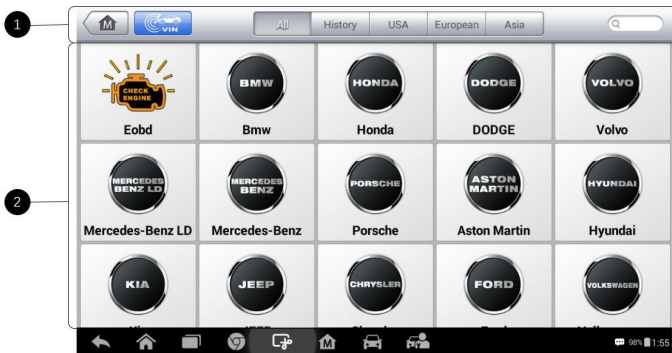 1
M
VIN
All
History
USA
European
Asia
2
CHECK
ENGINE
Eobd
BMW
Bmw
HONDA
Honda
DODGE
DODGE
VOLVO
Volvo
MERCEDES
BENZ LD
Mercedes-Benz LD
MERCEDES
BENZ
Mercedes-Benz
PORSCHE
Porsche
ASTON
MARTIN
Aston Martin
HYUNDAI
Hyundai
KIA
JEEP
CHRYSLER
FORD
VOLKSWAGEN
M
98%
1:55